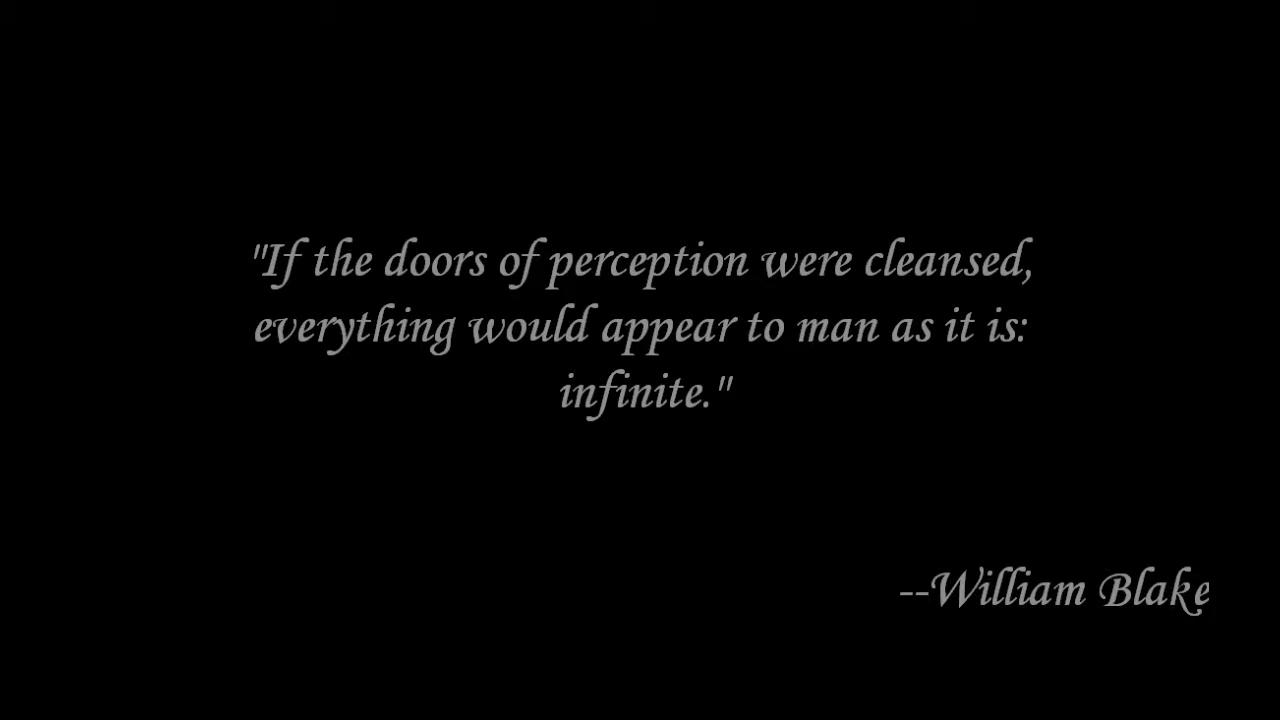 "If the doors of perception were cleansed,
everything would appear to man as it is:
infinite."
--William Blake